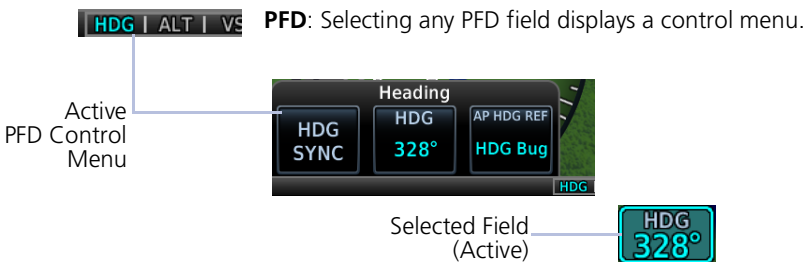 HDG | ALT | VS
PFD: Selecting any PFD field displays a control menu.
Active
PFD Control
Menu
Heading
HDG
SYNC
HDG
328°
AP HDG REF
HDG Bug
HDG
Selected Field
(Active)
HDG
328°